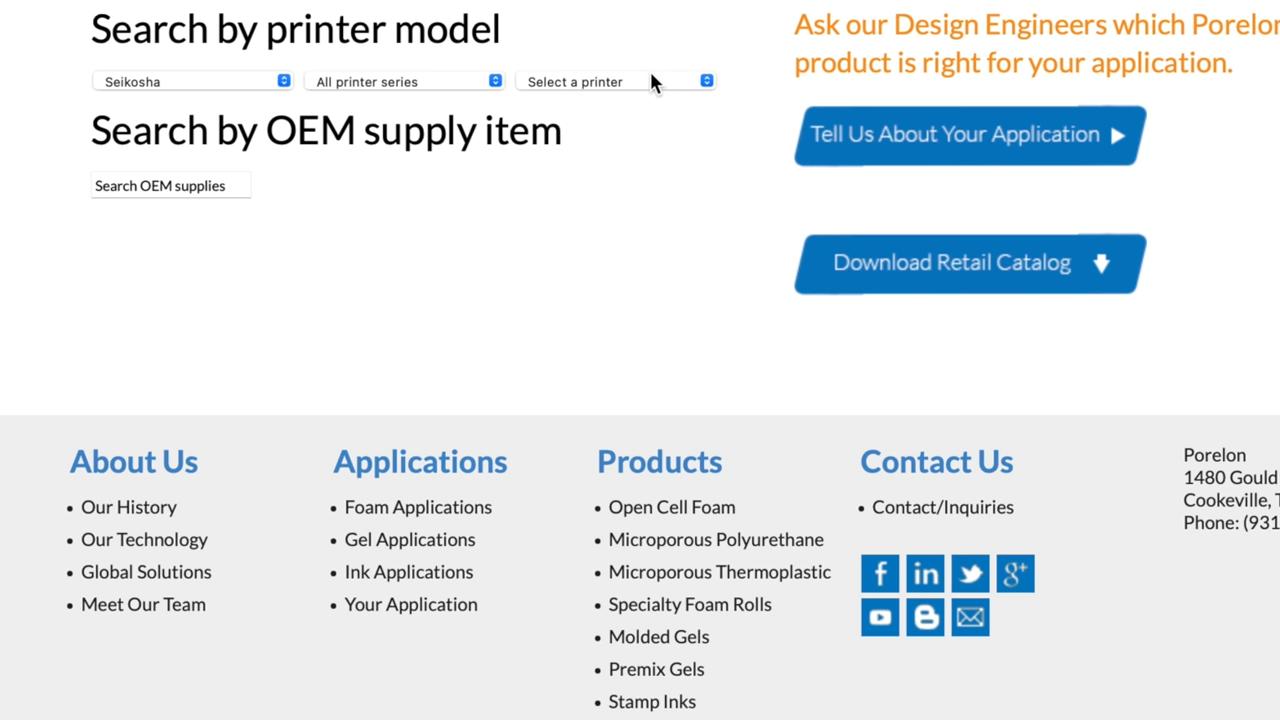 Search by printer model
Seikosha
All printer series
Select a printer
Search by OEM supply item
Search OEM supplies
Ask our Design Engineers which Porelon
product is right for your application.
Tell Us About Your Application
Download Retail Catalog
About Us
• Our History
• Our Technology
• Global Solutions
• Meet Our Team
Applications
• Foam Applications
• Gel Applications
• Ink Applications
• Your Application
Products
• Open Cell Foam
• Microporous Polyurethane
• Microporous Thermoplastic
• Specialty Foam Rolls
• Molded Gels
• Premix Gels
• Stamp Inks
Contact Us
• Contact/Inquiries
Porelon
1480 Gould
Cookeville,
Phone: (931